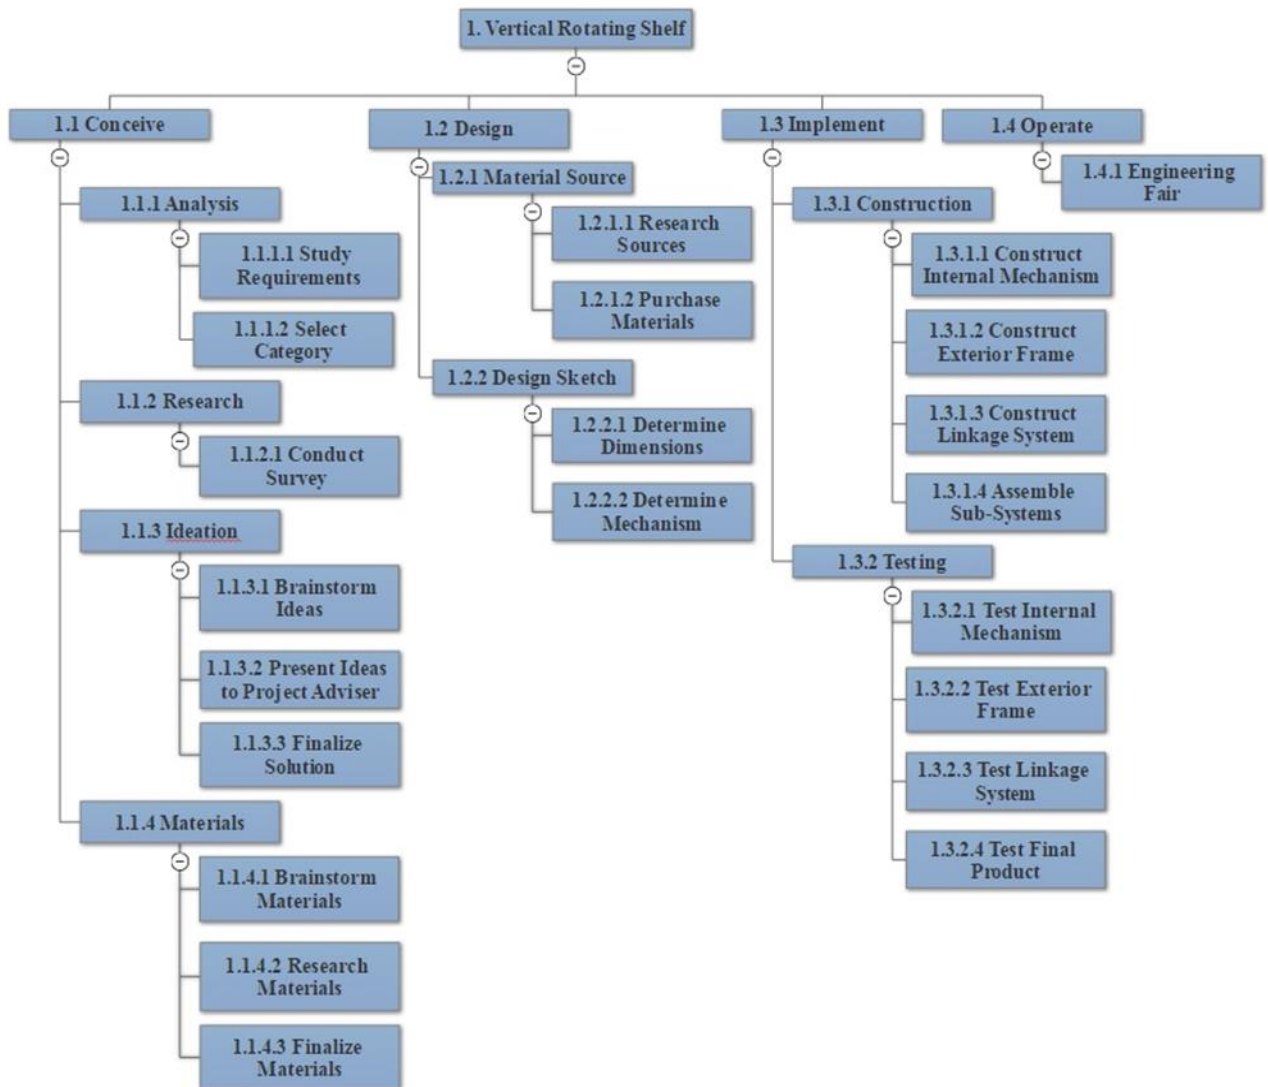 1. Vertical Rotating Shelf
1.1 Conceive
1.1.1 Analysis
1.1.1.1 Study
Requirements
1.1.1.2 Select
Category
1.1.2 Research
1.1.2.1 Conduct
Survey
1.1.3 Ideation
1.1.3.1 Brainstorm
Ideas
1.1.3.2 Present Ideas
to Project Adviser
1.1.3.3 Finalize
Solution
1.1.4 Materials
1.1.4.1 Brainstorm
Materials
1.1.4.2 Research
Materials
1.1.4.3 Finalize
Materials
1.2 Design
1.2.1 Material Source
1.2.1.1 Research
Sources
1.2.1.2 Purchase
Materials
1.2.2 Design Sketch
1.2.2.1 Determine
Dimensions
1.2.2.2 Determine
Mechanism
1.3 Implement
1.3.1 Construction
1.3.1.1 Construct
Internal Mechanism
1.3.1.2 Construct
Exterior Frame
1.3.1.3 Construct
Linkage System
1.3.1.4 Assemble
Sub-Systems
1.3.2 Testing
1.3.2.1 Test Internal
Mechanism
1.3.2.2 Test Exterior
Frame
1.3.2.3 Test Linkage
System
1.3.2.4 Test Final
Product
1.4 Operate
1.4.1 Engineering
Fair